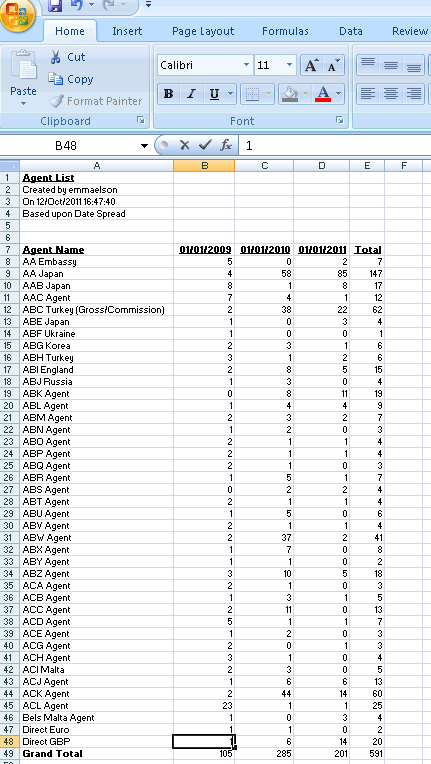 Home Insert Page Layout Formulas Data Review
Cut
Copy
Format Painter
Paste
Calibri 11 A A
B I U A
Clipboard Font
B48 fx 1
A B C D E F
1 Agent List
2 Created by emmaelson
3 On 12/Oct/2011 16:47:40
4 Based upon Date Spread
5
6
7 Agent Name 01/01/2009 01/01/2010 01/01/2011 Total
8 AA Embassy 5 0 2 7
9 AA Japan 4 58 85 147
10 AAB Japan 8 1 8 17
11 AAC Agent 7 4 1 12
12 ABC Turkey (Gross/Commission) 2 38 22 62
13 ABE Japan 1 0 3 4
14 ABF Ukraine 1 0 0 1
15 ABG Korea 2 3 1 6
16 ABH Turkey 3 1 2 6
17 ABI England 2 8 5 15
18 ABJ Russia 1 3 0 4
19 ABK Agent 0 8 11 19
20 ABL Agent 1 4 4 9
21 ABM Agent 2 3 2 7
22 ABN Agent 1 2 0 3
23 ABO Agent 2 1 1 4
24 ABP Agent 2 1 1 4
25 ABQ Agent 2 1 0 3
26 ABR Agent 1 5 1 7
27 ABS Agent 0 2 2 4
28 ABT Agent 2 1 1 4
29 ABU Agent 1 5 0 6
30 ABV Agent 2 1 1 4
31 ABW Agent 2 37 2 41
32 ABX Agent 1 7 0 8
33 ABY Agent 1 1 0 2
34 ABZ Agent 3 10 5 18
35 ACA Agent 2 1 0 3
36 ACB Agent 1 3 1 5
37 ACC Agent 2 11 0 13
38 ACD Agent 5 1 1 7
39 ACE Agent 1 2 0 3
40 ACG Agent 2 0 1 3
41 ACH Agent 3 1 0 4
42 ACI Malta 2 3 0 5
43 ACJ Agent 1 6 6 13
44 ACK Agent 2 44 14 60
45 ACL Agent 23 1 1 25
46 Bels Malta Agent 1 0 3 4
47 Direct Euro 1 1 0 2
48 Direct GBP 1 6 14 20
49 Grand Total 105 285 201 591